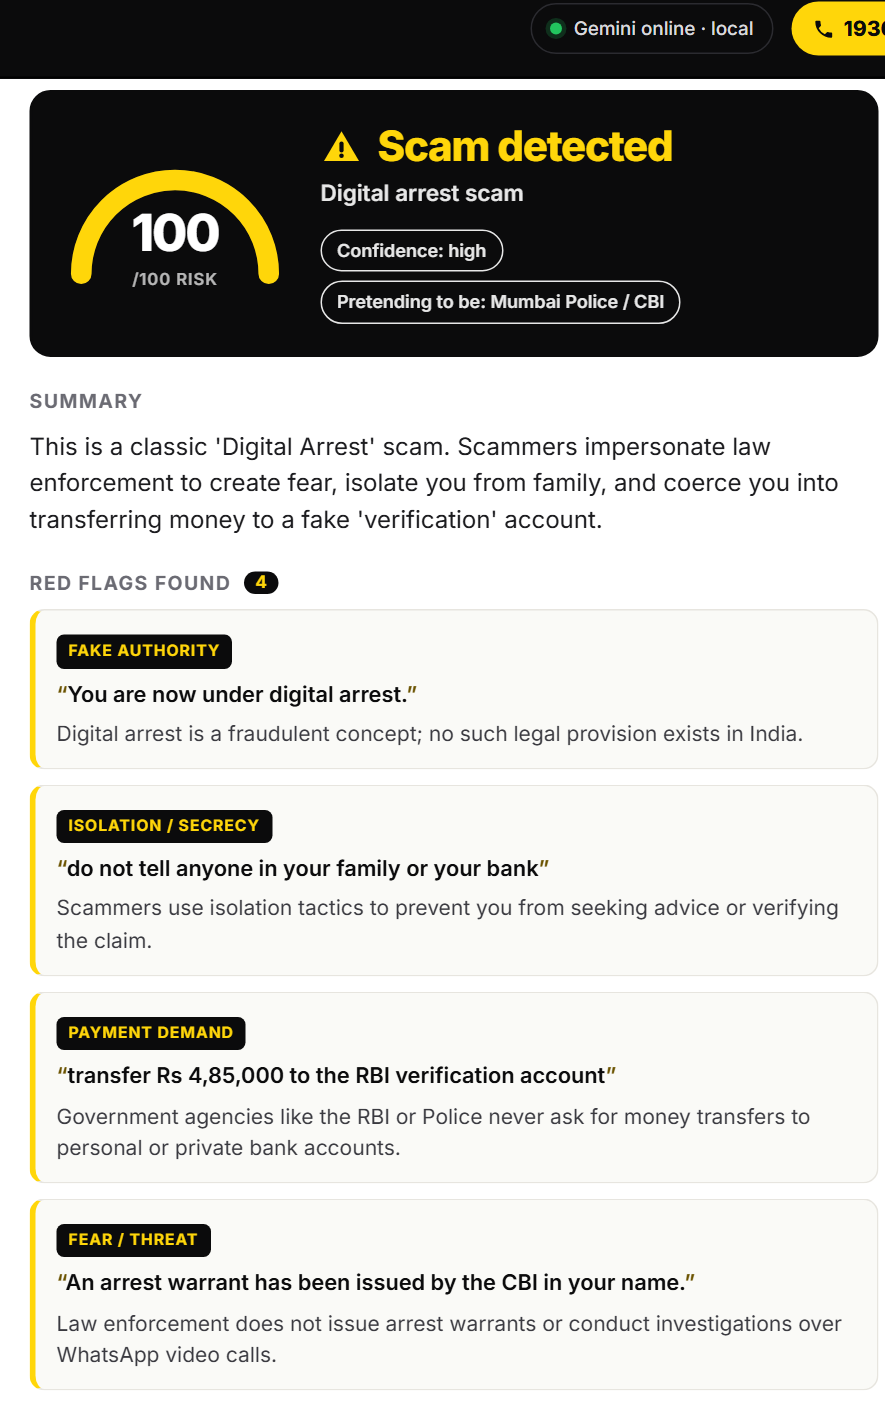 Gemini online · local
193
100
/100 RISK
Scam detected
Digital arrest scam
Confidence: high
Pretending to be: Mumbai Police / CBI
SUMMARY
This is a classic 'Digital Arrest' scam. Scammers impersonate law
enforcement to create fear, isolate you from family, and coerce you into
transferring money to a fake 'verification' account.
RED FLAGS FOUND 4
FAKE AUTHORITY
“You are now under digital arrest.”
Digital arrest is a fraudulent concept; no such legal provision exists in India.
ISOLATION / SECRECY
“do not tell anyone in your family or your bank”
Scammers use isolation tactics to prevent you from seeking advice or verifying
the claim.
PAYMENT DEMAND
“transfer Rs 4,85,000 to the RBI verification account”
Government agencies like the RBI or Police never ask for money transfers to
personal or private bank accounts.
FEAR / THREAT
“An arrest warrant has been issued by the CBI in your name.”
Law enforcement does not issue arrest warrants or conduct investigations over
WhatsApp video calls.